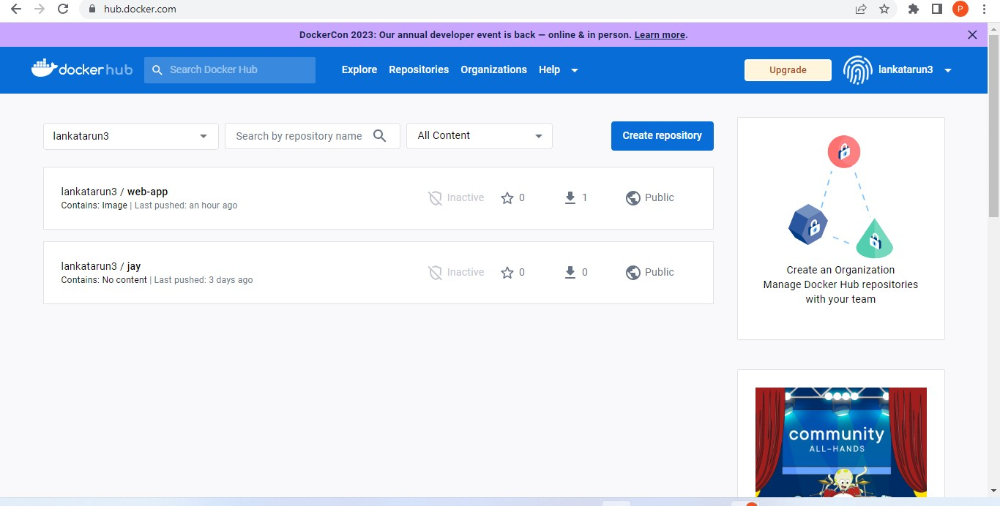 hub.docker.com
P
DockerCon 2023: Our annual developer event is back — online & in person. Learn more.
docker hub
Search Docker Hub
Explore Repositories Organizations Help
Upgrade
lankatarun3
lankatarun3
Search by repository name
All Content
Create repository
lankatarun3 / web-app
Contains: Image | Last pushed: an hour ago
Inactive 0 1 Public
lankatarun3 / jay
Contains: No content | Last pushed: 3 days ago
Inactive 0 0 Public
Create an Organization
Manage Docker Hub repositories
with your team
community
ALL-HANDS